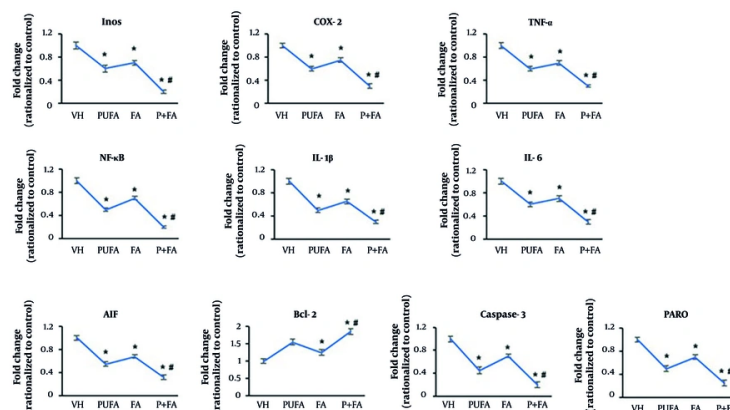 Inos
COX-2
TNF-α
Fold change
(rationalized to control)
1.2
0.8
0.4
0
* * * #
VH PUFA FA P+FA
Fold change
(rationalized to control)
1.2
0.8
0.4
0
* * * #
VH PUFA FA P+FA
Fold change
(rationalized to control)
1.2
0.8
0.4
0
* * * #
VH PUFA FA P+FA
NF-κB
IL-1β
IL-6
Fold change
(rationalized to control)
1.2
0.8
0.4
0
* * * #
VH PUFA FA P+FA
Fold change
(rationalized to control)
1.2
0.8
0.4
0
* * * #
VH PUFA FA P+FA
Fold change
(rationalized to control)
1.2
0.8
0.4
0
* * * #
VH PUFA FA P+FA
AIF
Bcl-2
Caspase-3
PARO
Fold change
(rationalized to control)
1.2
0.8
0.4
0
* * * #
VH PUFA FA P+FA
Fold change
(rationalized to control)
2
1.5
1
0.5
0
* * #
VH PUFA FA P+FA
Fold change
(rationalized to control)
1.2
0.8
0.4
0
* * * #
VH PUFA FA P+FA
Fold change
(rationalized to control)
1.2
0.8
0.4
0
* * * #
VH PUFA FA P+FA